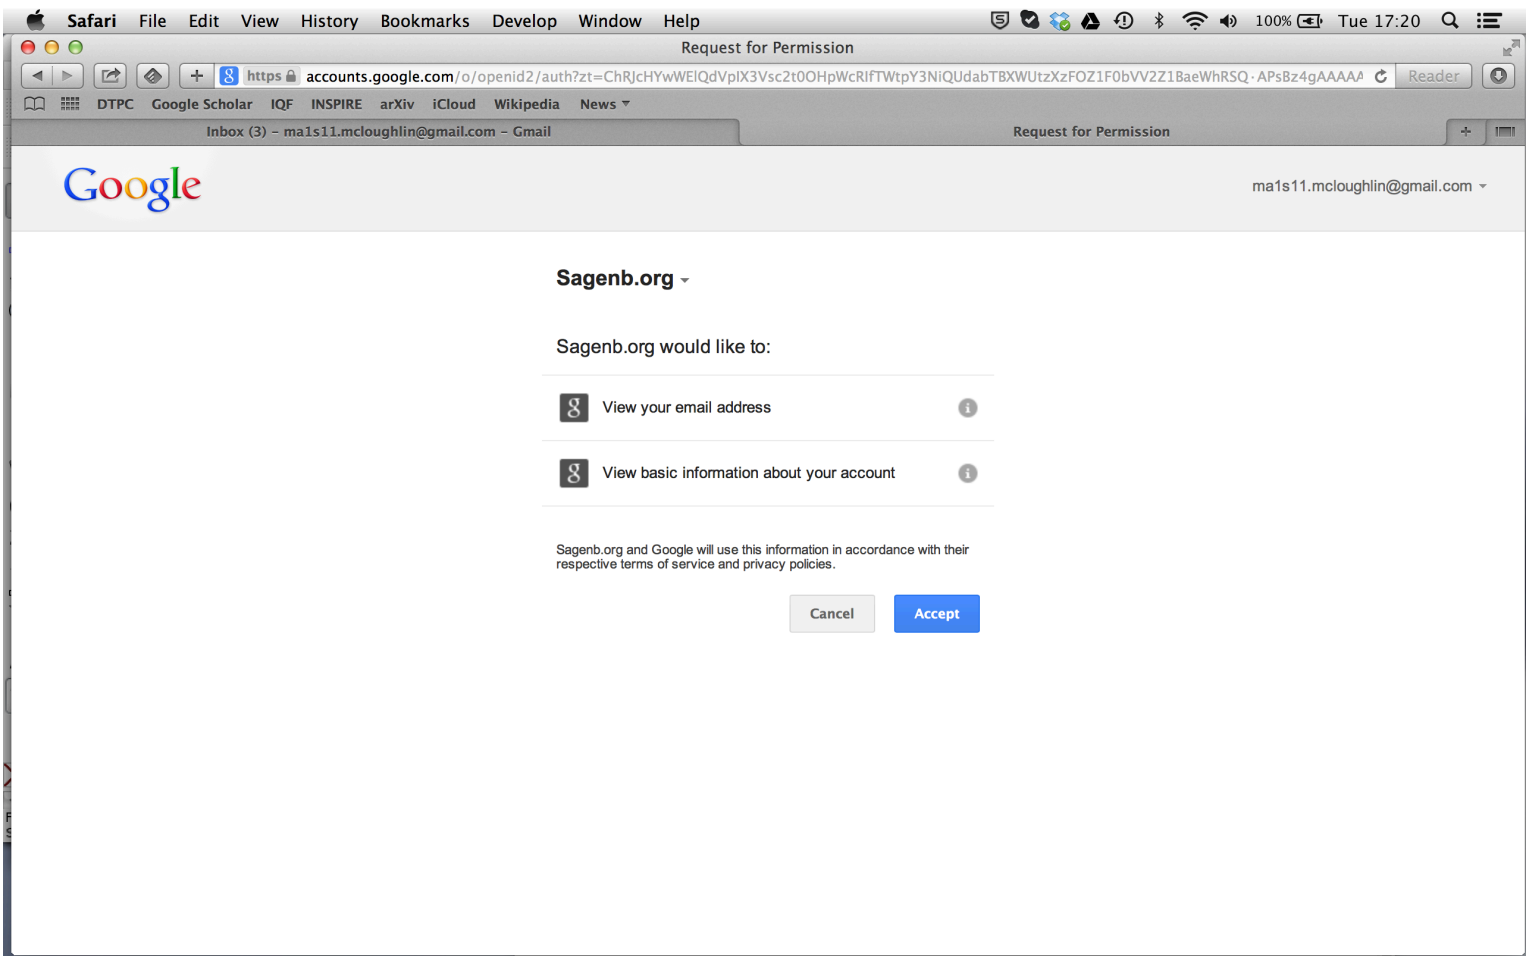 Safari File Edit View History Bookmarks Develop Window Help 100% Tue 17:20
Request for Permission
https accounts.google.com/o/openid2/auth?zt= Reader
DTPC Google Scholar IQF INSPIRE arXiv iCloud Wikipedia News
Inbox (3) – ma1s11.mcloughlin@gmail.com – Gmail Request for Permission
Google ma1s11.mcloughlin@gmail.com
Sagenb.org
Sagenb.org would like to:
g View your email address i
g View basic information about your account i
Sagenb.org and Google will use this information in accordance with their
respective terms of service and privacy policies.
Cancel Accept